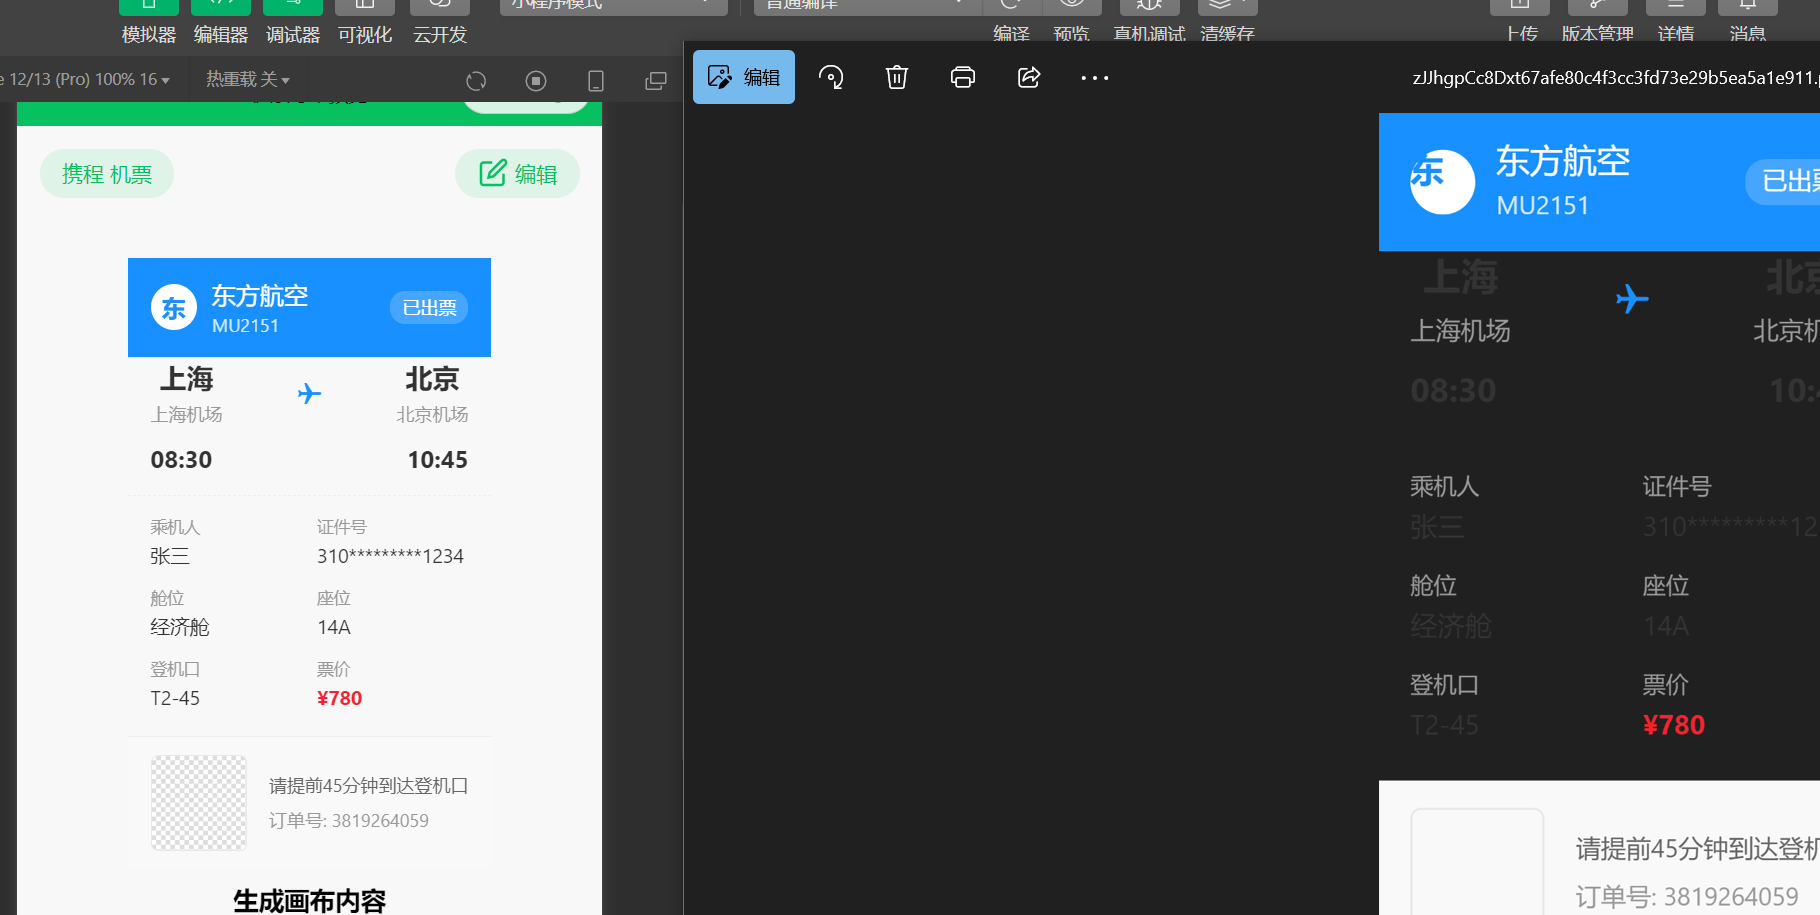 小程序模式
普通编译
模拟器 编辑器 调试器 可视化 云开发
编译 预览 真机调试 清缓存
上传 版本管理 详情 消息
12/13 (Pro) 100% 16
热重载 关
携程 机票
编辑
东
东方航空
MU2151
已出票
上海
北京
上海机场
北京机场
08:30
10:45
乘机人
证件号
张三
310*********1234
舱位
座位
经济舱
14A
登机口
票价
T2-45
¥780
请提前45分钟到达登机口
订单号: 3819264059
生成画布内容
编辑
zJJhgpCc8Dxt67afe80c4f3cc3fd73e29b5ea5a1e911.
东
东方航空
MU2151
已出票
上海
北京
上海机场
北京机
08:30
10:4
乘机人
证件号
张三
310*********12
舱位
座位
经济舱
14A
登机口
票价
T2-45
¥780
请提前45分钟到达登机
订单号: 3819264059